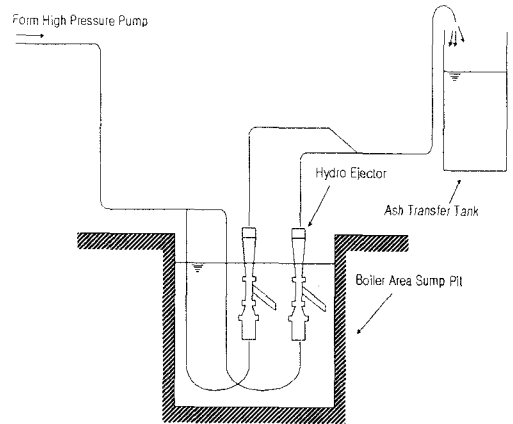 Form High Pressure Pump
Hydro Ejector
Ash Transfer Tank
Boiler Area Sump Pit